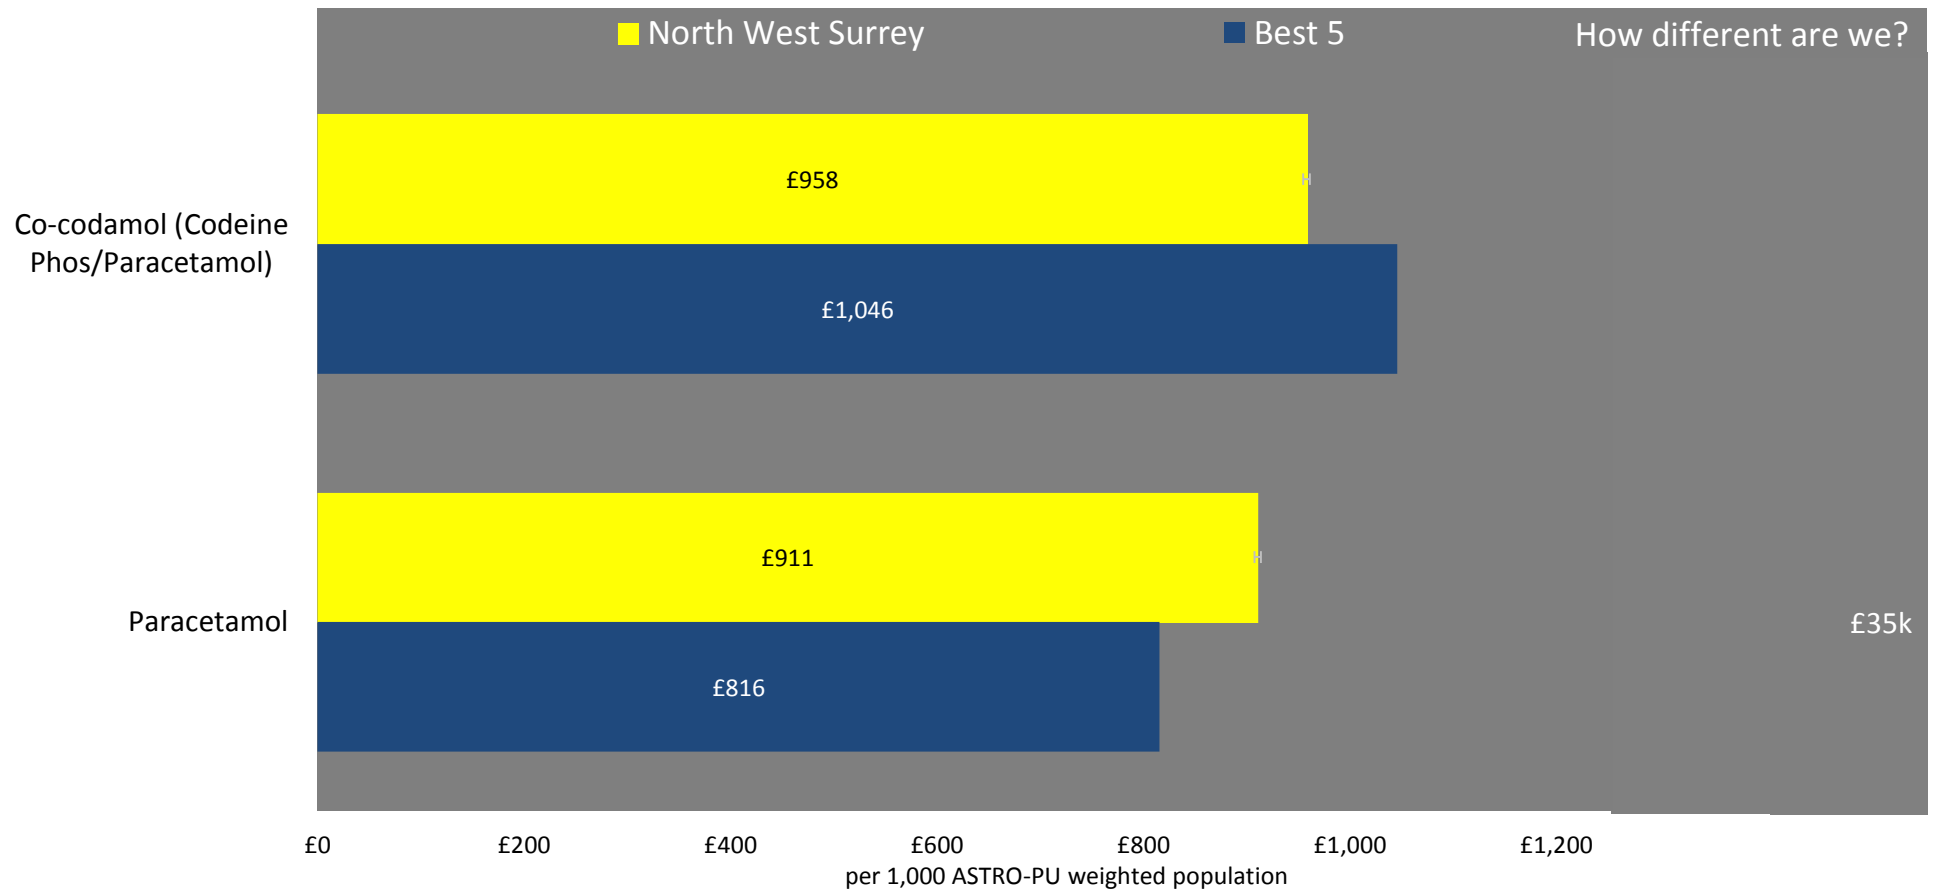 North West Surrey
Best 5
How different are we?
£958
Co-codamol (Codeine
Phos/Paracetamol)
£1,046
£911
Paracetamol
£35k
£816
£0
£200
£400
£600
£800
£1,000
£1,200
per 1,000 ASTRO-PU weighted population